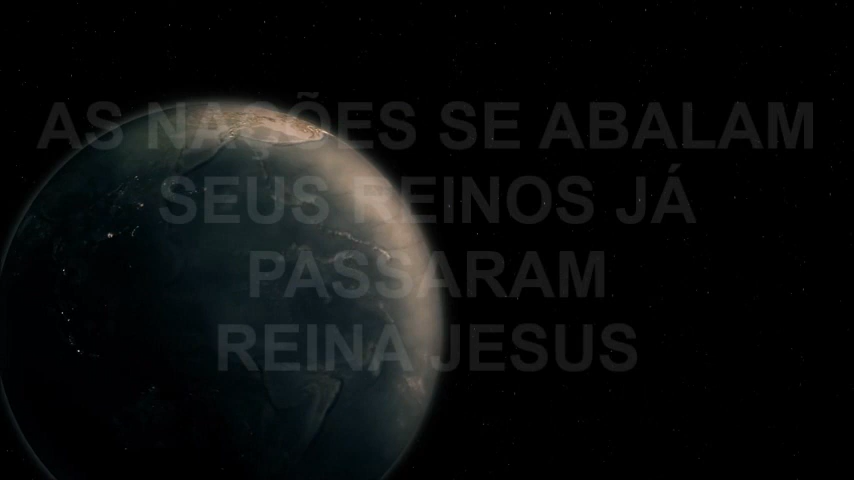 AS NAÇÕES SE ABALAM
SEUS REINOS JÁ
PASSARAM
REINA JESUS